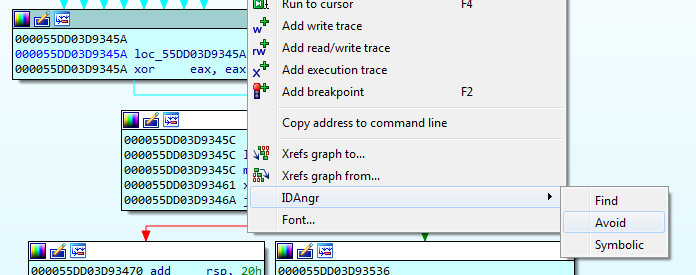 Run to cursor F4
000055DD03D9345A
000055DD03D9345A loc_55DD03D9345A
000055DD03D9345A xor eax, eax
w+ Add write trace
rw+ Add read/write trace
x+ Add execution trace
Add breakpoint F2
Copy address to command line
000055DD03D9345C
000055DD03D9345C
000055DD03D9345C
000055DD03D93461
000055DD03D9346A
Xrefs graph to...
Xrefs graph from...
IDAngr
Font...
Find
Avoid
Symbolic
000055DD03D93470 add rsp, 20h
000055DD03D93536